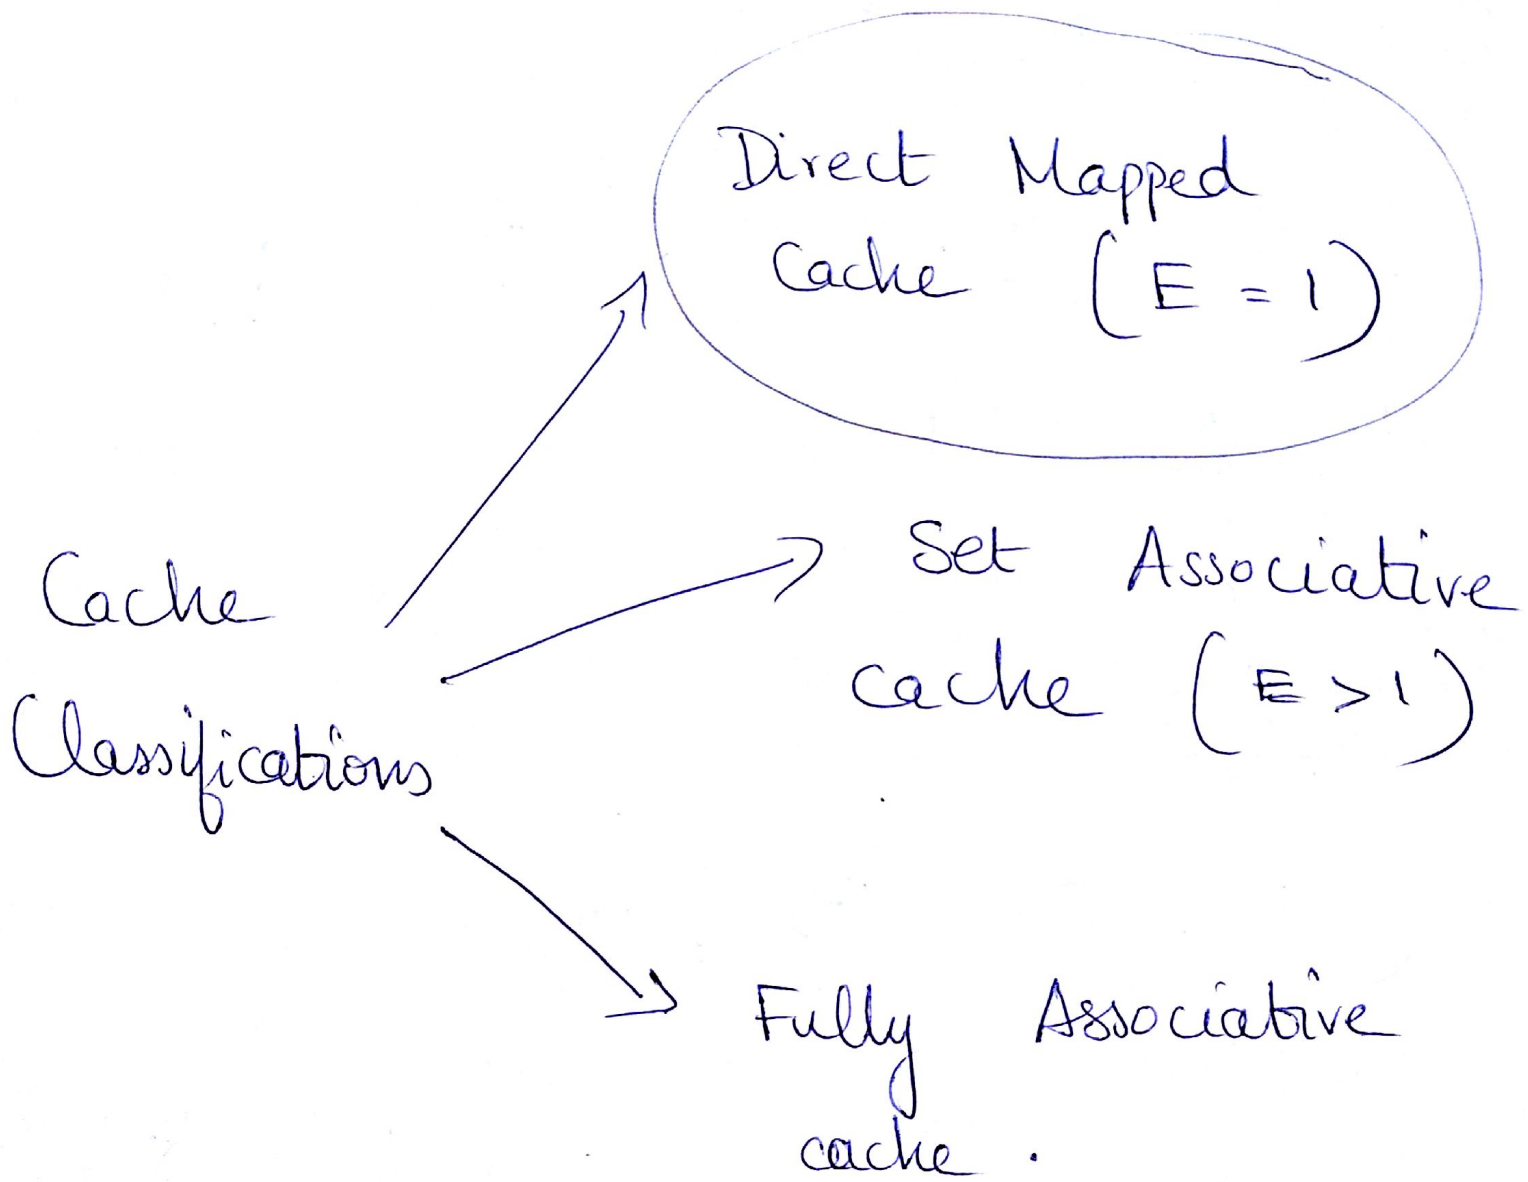 Direct Mapped
Cache (E = 1)
Set Associative
cache (E > 1)
Cache
Classifications
Fully Associative
cache.